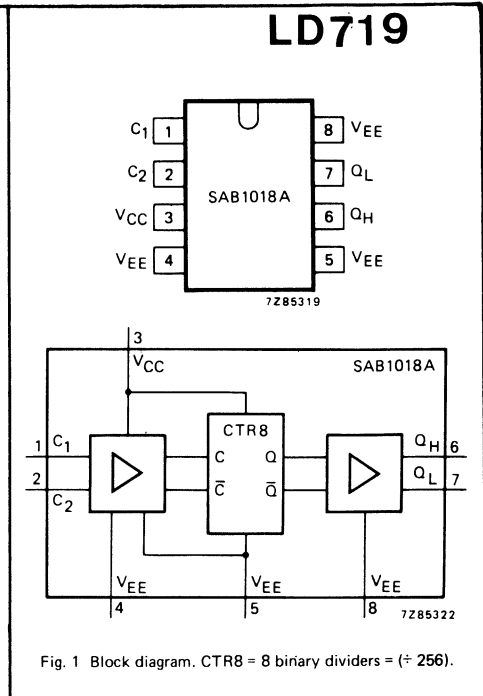 LD719
C1 1 8 VEE
C2 2 7 QL
SAB1018A
VCC 3 6 QH
VEE 4 5 VEE
7Z85319
3
VCC SAB1018A
CTR8
1 C1 C Q QH 6
2 C2 C̅ Q̅ QL 7
VEE VEE VEE
4 5 8
7Z85322
Fig. 1 Block diagram. CTR8 = 8 binary dividers = (÷ 256).